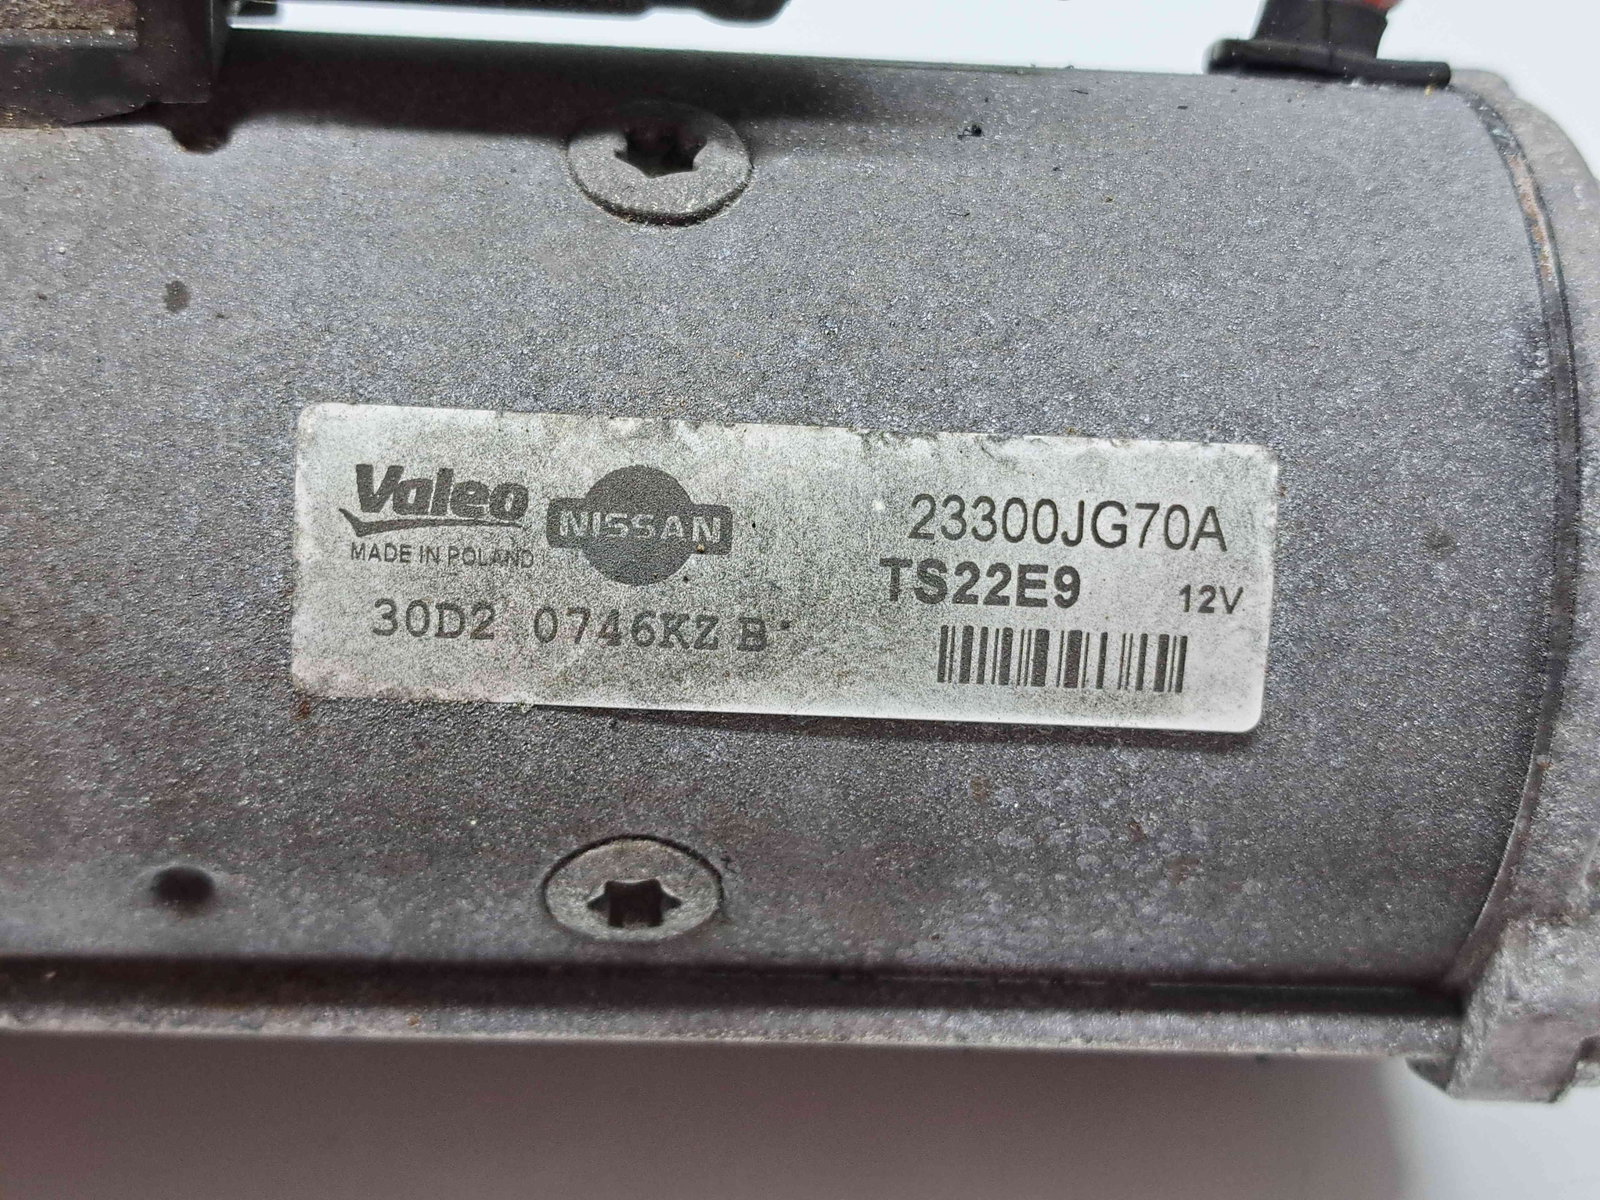 Valeo
MADE IN POLAND
NISSAN
23300JG70A
TS22E9 12V
30D2 0746KZ B